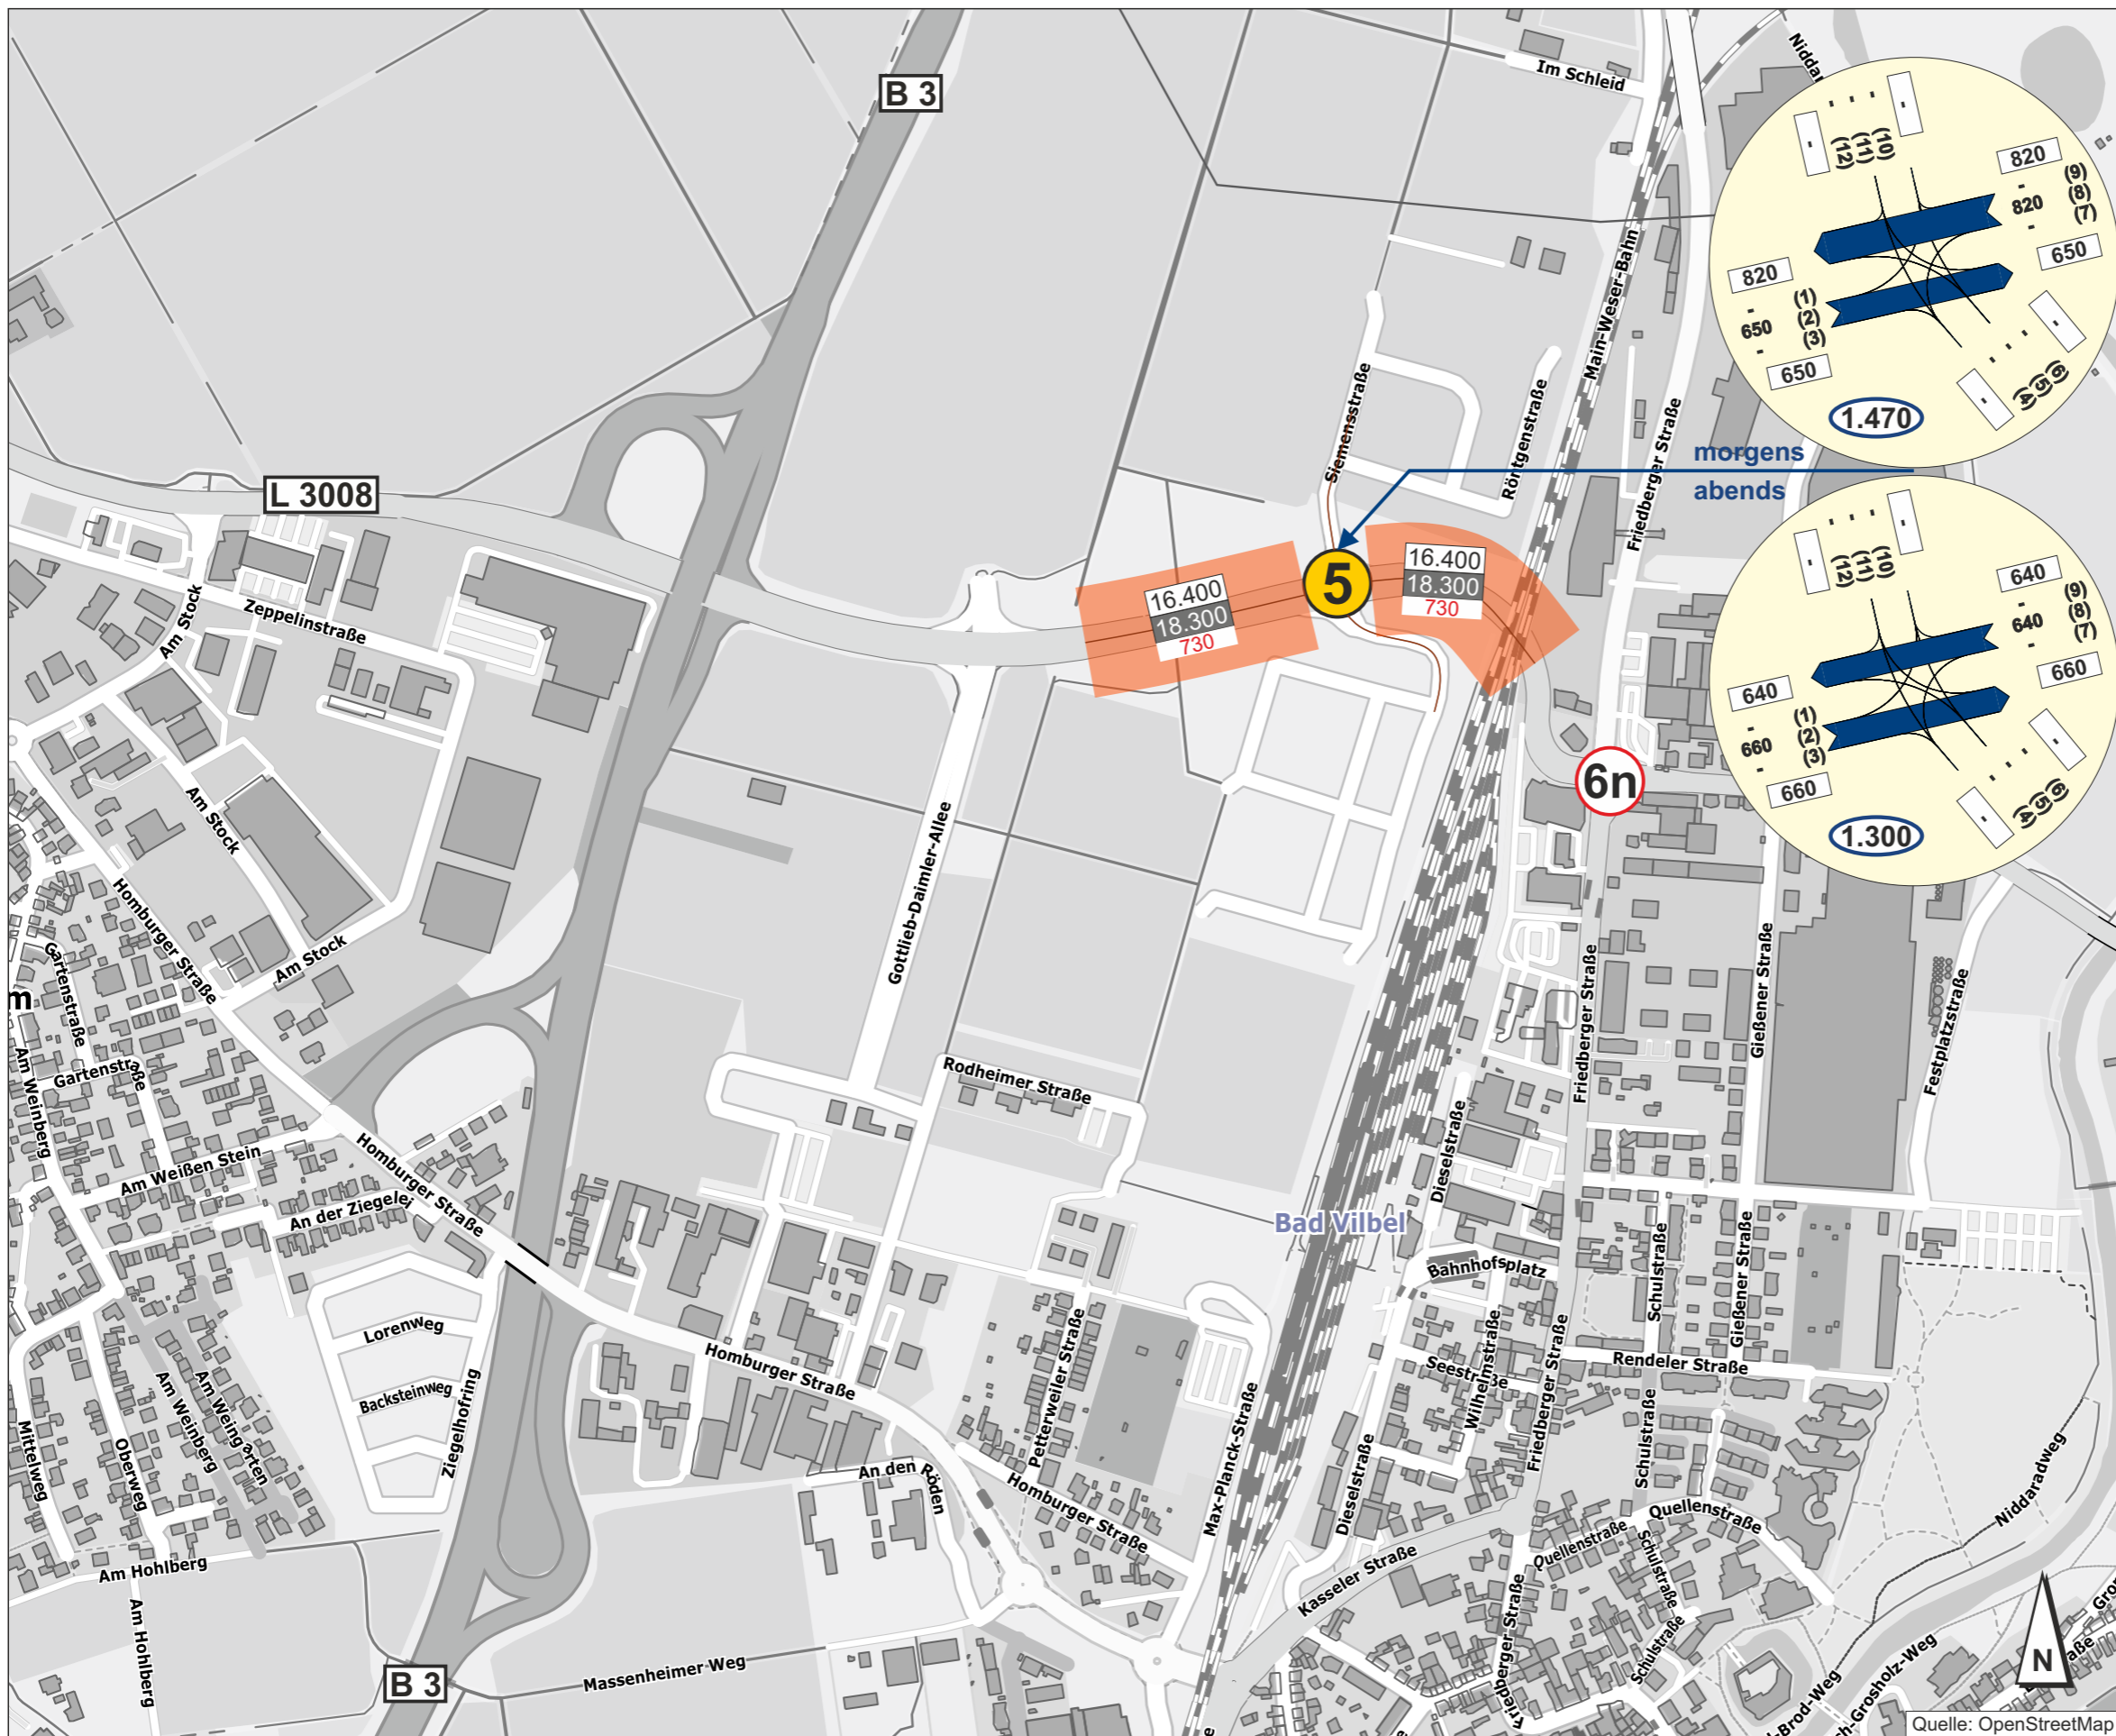 B 3
Im Schleid
L 3008
Zeppelinstraße
Am Stock
Am Stock
Am Stock
Siemensstraße
Röntgenstraße
Main-Weser-Bahn
Friedberger Straße
16.400
18.300
730
5
16.400
18.300
730
6n
morgens
abends
(12)
(11)
(10)
-
-
-
-
-
820
-
820
-
(9)
(8)
(7)
650
820
-
650
-
(1)
(2)
(3)
650
-
-
-
-
-
(6)
(5)
(4)
1.470
(12)
(11)
(10)
-
-
-
-
-
640
-
640
-
(9)
(8)
(7)
660
640
-
660
-
(1)
(2)
(3)
660
-
-
-
-
-
(6)
(5)
(4)
1.300
Homburger Straße
Gartenstraße
Gartenstraße
Am Weinberg
m
Am Weißen Stein
An der Ziegelei
Homburger Straße
Gottlieb-Daimler-Allee
Rodheimer Straße
Friedberger Straße
Gießener Straße
Festplatzstraße
Dieselstraße
Bad Vilbel
Bahnhofsplatz
Schulstraße
Gießener Straße
Lorenweg
Backsteinweg
Ziegelhofring
Am Weinberg
Am Weingarten
Mittelweg
Oberweg
Am Hohlberg
Am Hohlberg
Homburger Straße
An den Röden
Petterweiler Straße
Homburger Straße
Max-Planck-Straße
Dieselstraße
Seestraße
Wilhelmstraße
Friedberger Straße
Rendeler Straße
Schulstraße
Quellenstraße
Quellenstraße
Schulstraße
Schulstraße
Kasseler Straße
Friedberger Straße
Niddaradweg
B 3
Massenheimer Weg
N
Quelle: OpenStreetMap